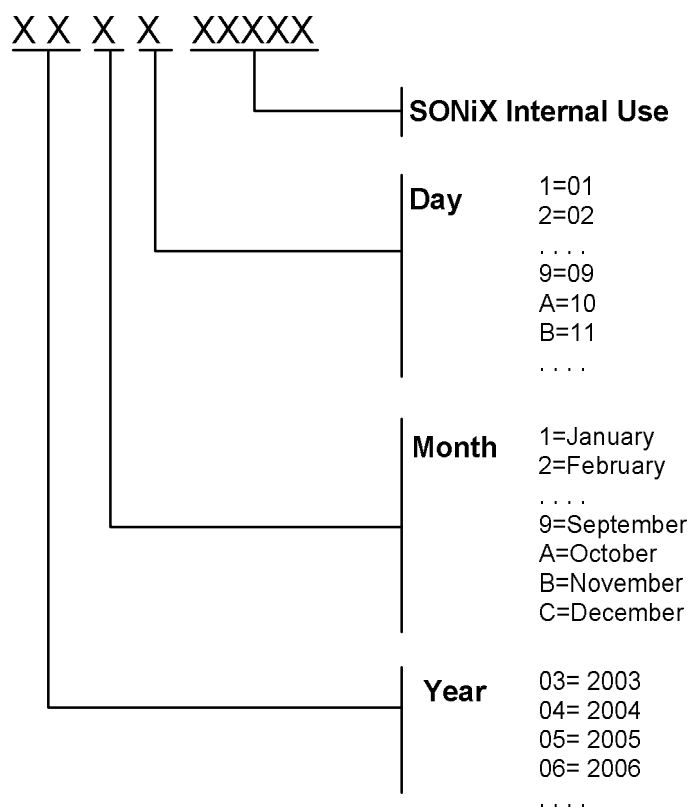 X X X X XXXXX
SONiX Internal Use
Day
1=01
2=02
. . . .
9=09
A=10
B=11
. . . .
Month
1=January
2=February
. . . .
9=September
A=October
B=November
C=December
Year
03= 2003
04= 2004
05= 2005
06= 2006
. . . .